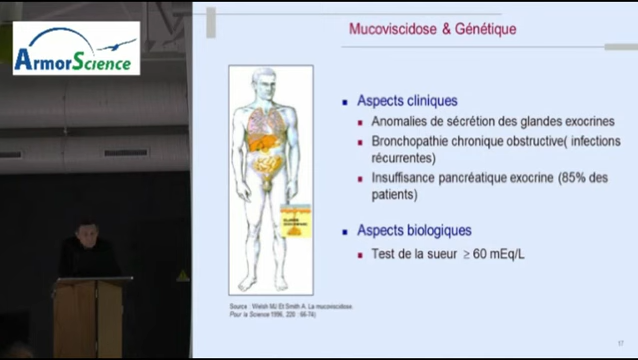 ArmorScience
Mucoviscidose & Génétique
Aspects cliniques
Anomalies de sécrétion des glandes exocrines
Bronchopathie chronique obstructive( infections
récurrentes)
Insuffisance pancréatique exocrine (85% des
patients)
Aspects biologiques
Test de la sueur ≥ 60 mEq/L
Source : Welsh MJ Et Smith A. La mucoviscidose.
Pour la Science 1996, 220 : 66-74)
17